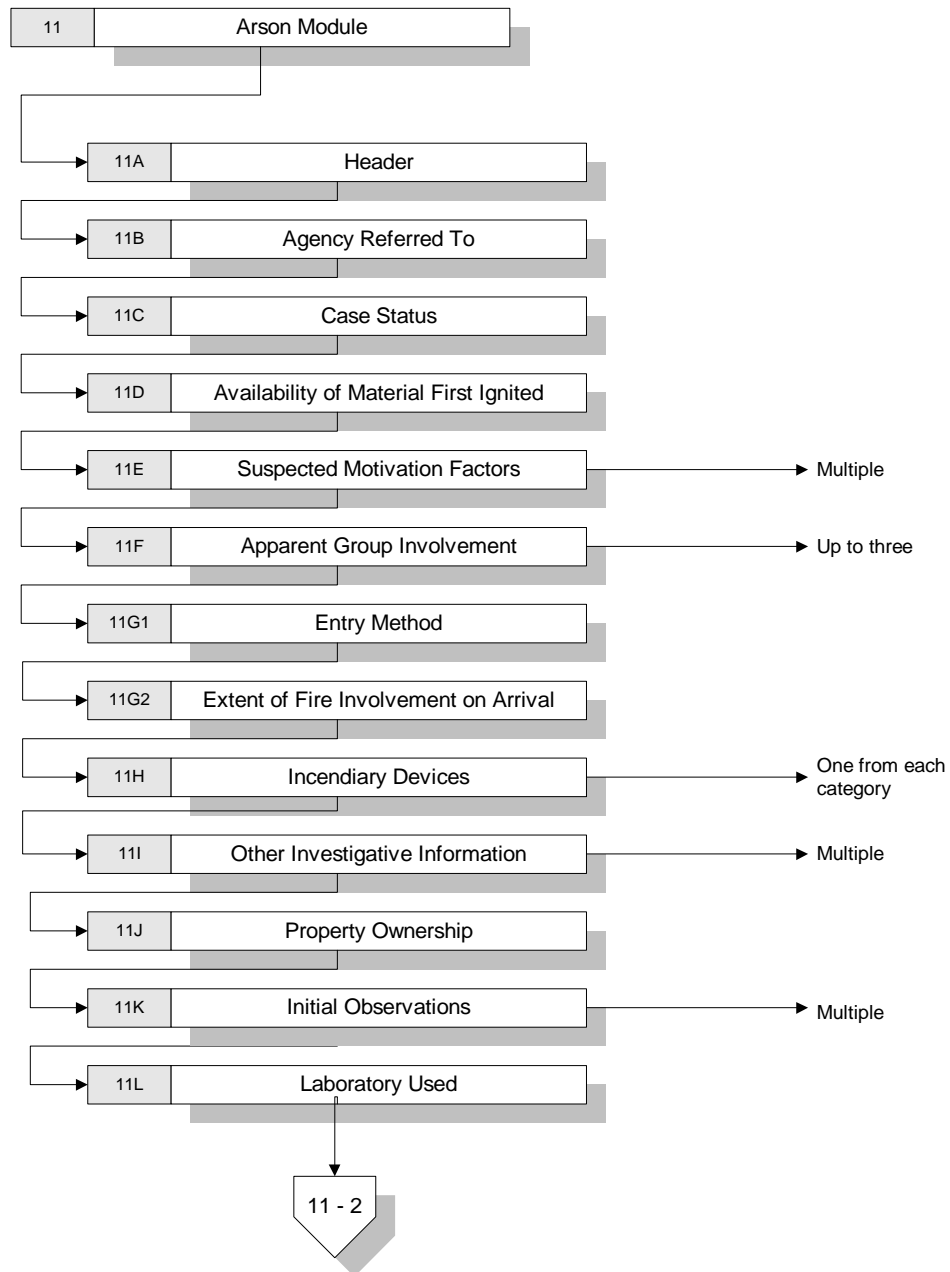 11 Arson Module
11A Header
11B Agency Referred To
11C Case Status
11D Availability of Material First Ignited
11E Suspected Motivation Factors Multiple
11F Apparent Group Involvement Up to three
11G1 Entry Method
11G2 Extent of Fire Involvement on Arrival
11H Incendiary Devices One from each
category
11I Other Investigative Information Multiple
11J Property Ownership
11K Initial Observations Multiple
11L Laboratory Used
11 - 2